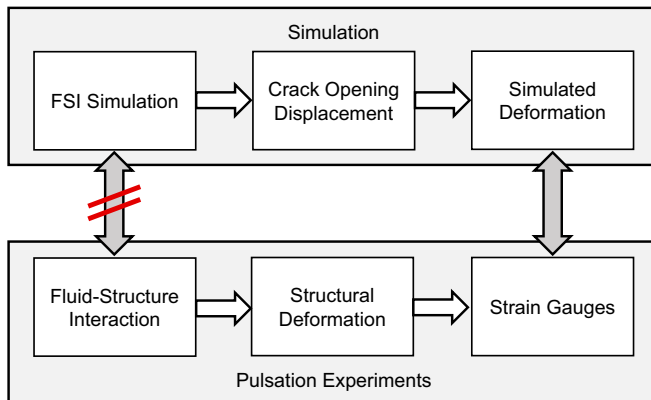 Simulation
FSI Simulation
Crack Opening
Displacement
Simulated
Deformation
Fluid-Structure
Interaction
Structural
Deformation
Strain Gauges
Pulsation Experiments